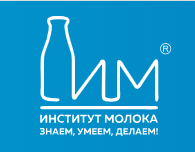 ИМ®
ИНСТИТУТ МОЛОКА
ЗНАЕМ, УМЕЕМ, ДЕЛАЕМ!